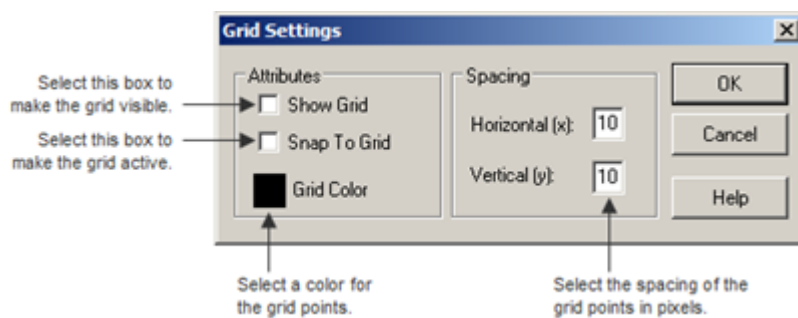 Grid Settings
Select this box to
make the grid visible.
Select this box to
make the grid active.
Attributes
Show Grid
Snap To Grid
Grid Color
Spacing
Horizontal (x): 10
Vertical (y): 10
OK
Cancel
Help
Select a color for
the grid points.
Select the spacing of the
grid points in pixels.